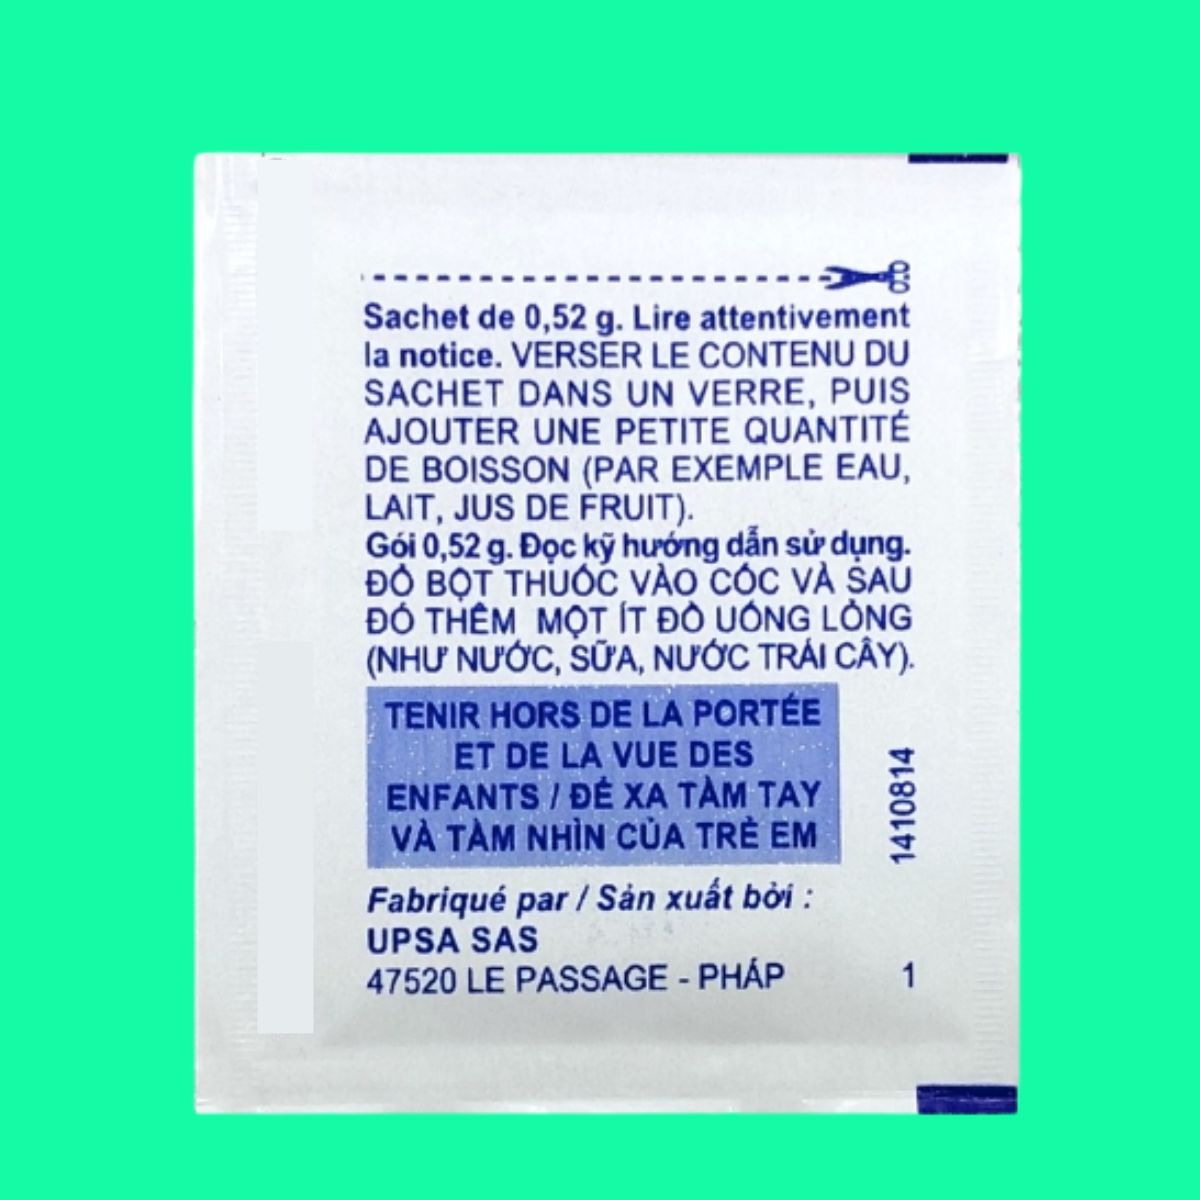 Sachet de 0,52 g. Lire attentivement
la notice. VERSER LE CONTENU DU
SACHET DANS UN VERRE, PUIS
AJOUTER UNE PETITE QUANTITÉ
DE BOISSON (PAR EXEMPLE EAU,
LAIT, JUS DE FRUIT).
Gói 0,52 g. Đọc kỹ hướng dẫn sử dụng.
ĐỔ BỘT THUỐC VÀO CỐC VÀ SAU
ĐÓ THÊM MỘT ÍT ĐỒ UỐNG LỎNG
(NHƯ NƯỚC, SỮA, NƯỚC TRÁI CÂY).
TENIR HORS DE LA PORTÉE
ET DE LA VUE DES
ENFANTS / ĐỂ XA TẦM TAY
VÀ TẦM NHÌN CỦA TRẺ EM
1410814
Fabriqué par / Sản xuất bởi :
UPSA SAS
47520 LE PASSAGE - PHÁP
1